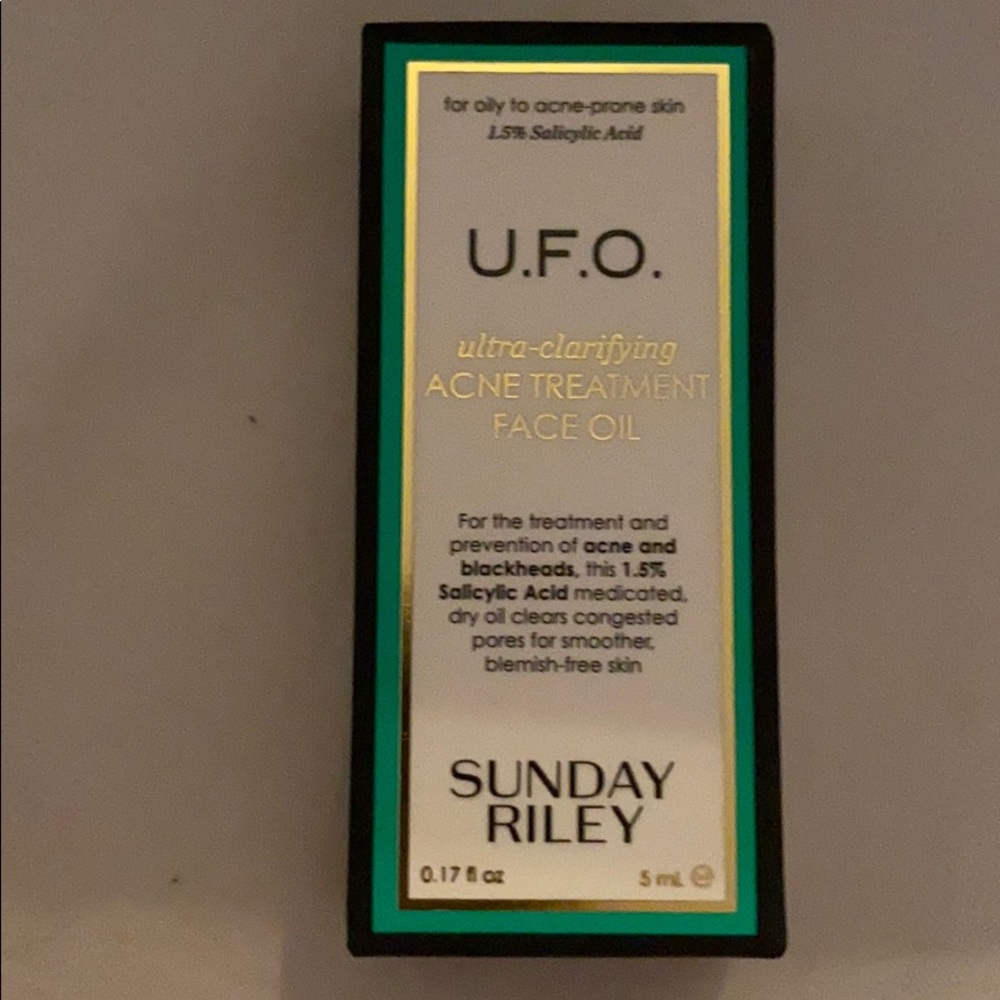 for oily to acne-prone skin
1.5% Salicylic Acid
U.F.O.
ultra-clarifying
ACNE TREATMENT
FACE OIL
For the treatment and
prevention of acne and
blackheads, this 1.5%
Salicylic Acid medicated,
dry oil clears congested
pores for smoother,
blemish-free skin
SUNDAY
RILEY
0.17 fl oz 5 mL